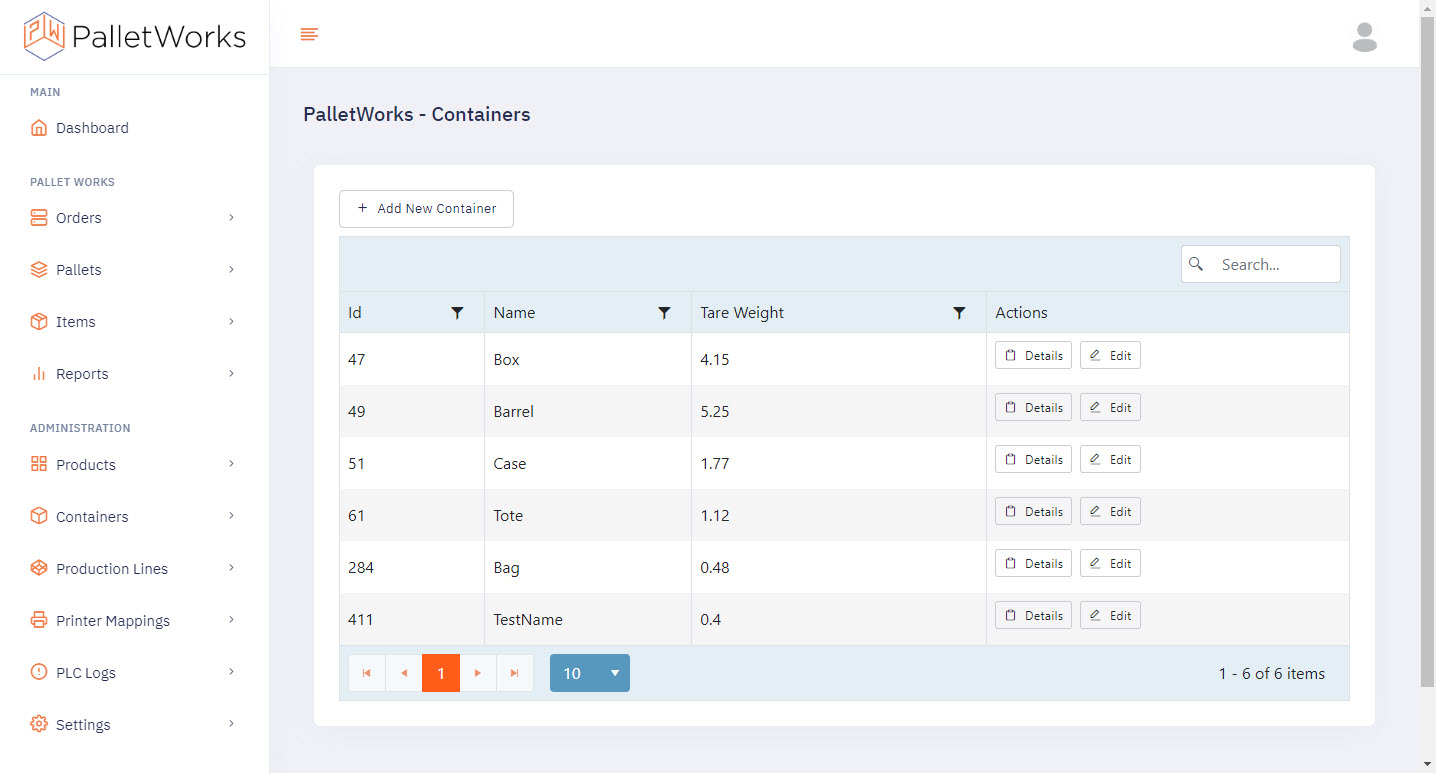 PW PalletWorks
MAIN
Dashboard
PALLET WORKS
Orders
Pallets
Items
Reports
ADMINISTRATION
Products
Containers
Production Lines
Printer Mappings
PLC Logs
Settings
PalletWorks - Containers
+ Add New Container
Search...
Id Name Tare Weight Actions
47 Box 4.15 Details Edit
49 Barrel 5.25 Details Edit
51 Case 1.77 Details Edit
61 Tote 1.12 Details Edit
284 Bag 0.48 Details Edit
411 TestName 0.4 Details Edit
1 10 1 - 6 of 6 items